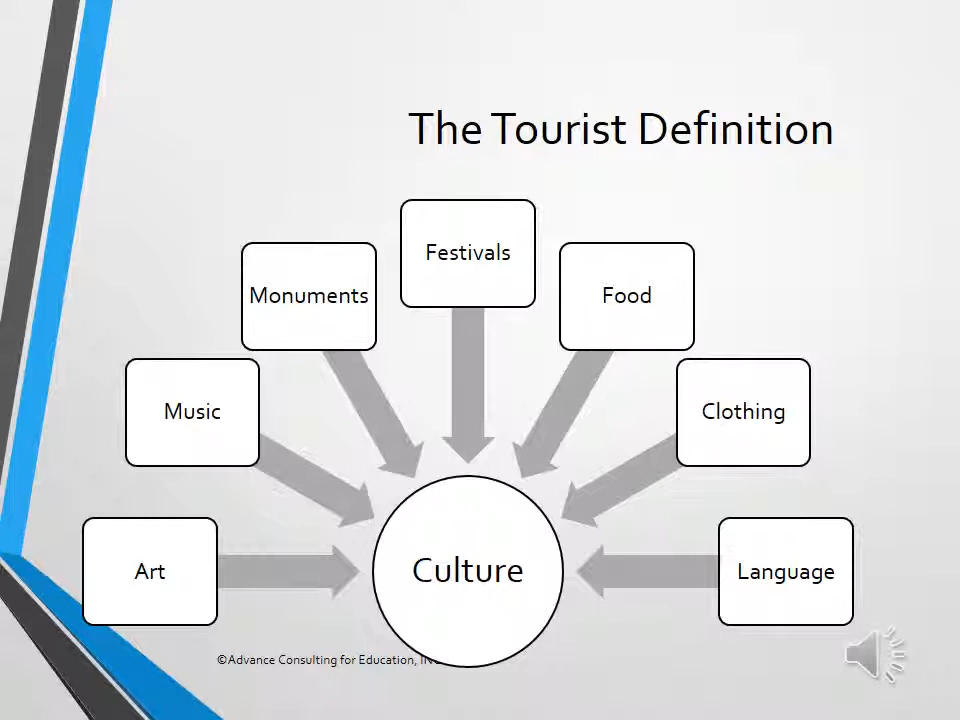 The Tourist Definition
Festivals
Monuments
Food
Music
Clothing
Art
Culture
Language
©Advance Consulting for Education,